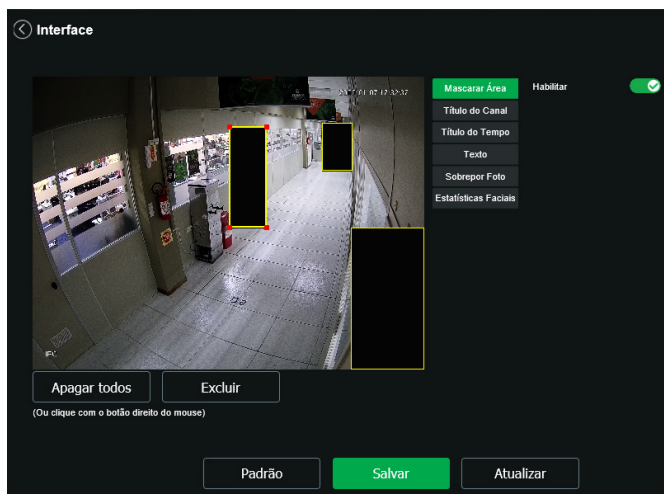 Interface
Mascarar Área
Habilitar
Título do Canal
Título do Tempo
Texto
Sobrepor Foto
Estatísticas Faciais
IPC
Apagar todos
Excluir
(Ou clique com o botão direito do mouse)
Padrão
Salvar
Atualizar